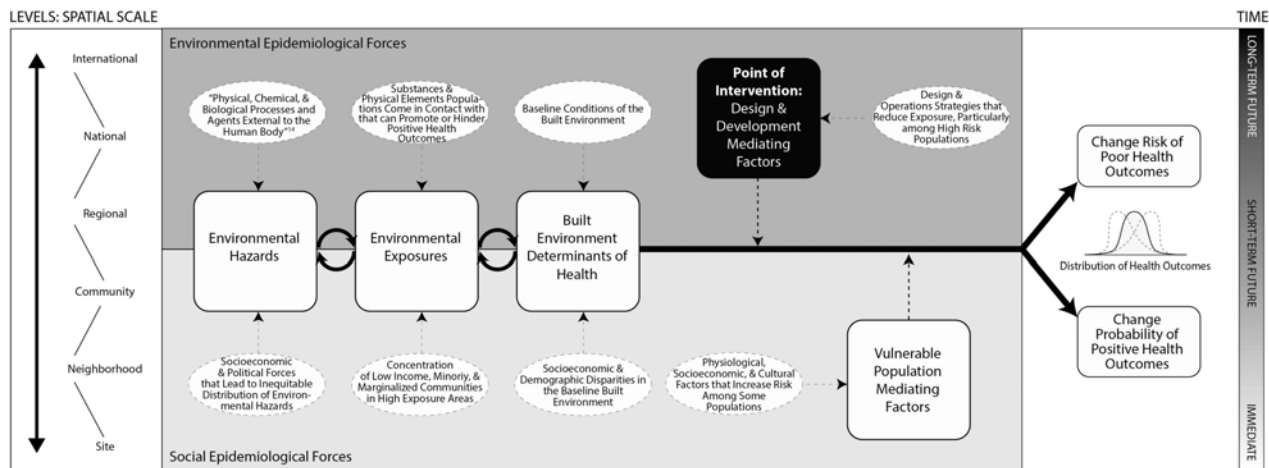 LEVELS: SPATIAL SCALE
TIME
International
National
Regional
Community
Neighborhood
Site
Environmental Epidemiological Forces
"Physical, Chemical, &
Biological Processes and
Agents External to the
Human Body"¹⁴
Substances &
Physical Elements Popula-
tions Come in Contact with
that can Promote or Hinder
Positive Health
Outcomes
Baseline Conditions of the
Built Environment
Point of
Intervention:
Design &
Development
Mediating
Factors
Design &
Operations Strategies that
Reduce Exposure, Particularly
among High Risk
Populations
Environmental
Hazards
Environmental
Exposures
Built
Environment
Determinants of
Health
Socioeconomic
& Political Forces
that Lead to Inequitable
Distribution of Environ-
mental Hazards
Concentration
of Low Income, Minoriy, &
Marginalized Communities
in High Exposure Areas
Socioeconomic &
Demographic Disparities in
the Baseline Built
Environment
Physiological,
Socioeconomic, & Cultural
Factors that Increase Risk
Among Some
Populations
Vulnerable
Population
Mediating
Factors
Social Epidemiological Forces
Change Risk of
Poor Health
Outcomes
Distribution of Health Outcomes
Change
Probability of
Positive Health
Outcomes
LONG-TERM FUTURE
SHORT-TERM FUTURE
IMMEDIATE